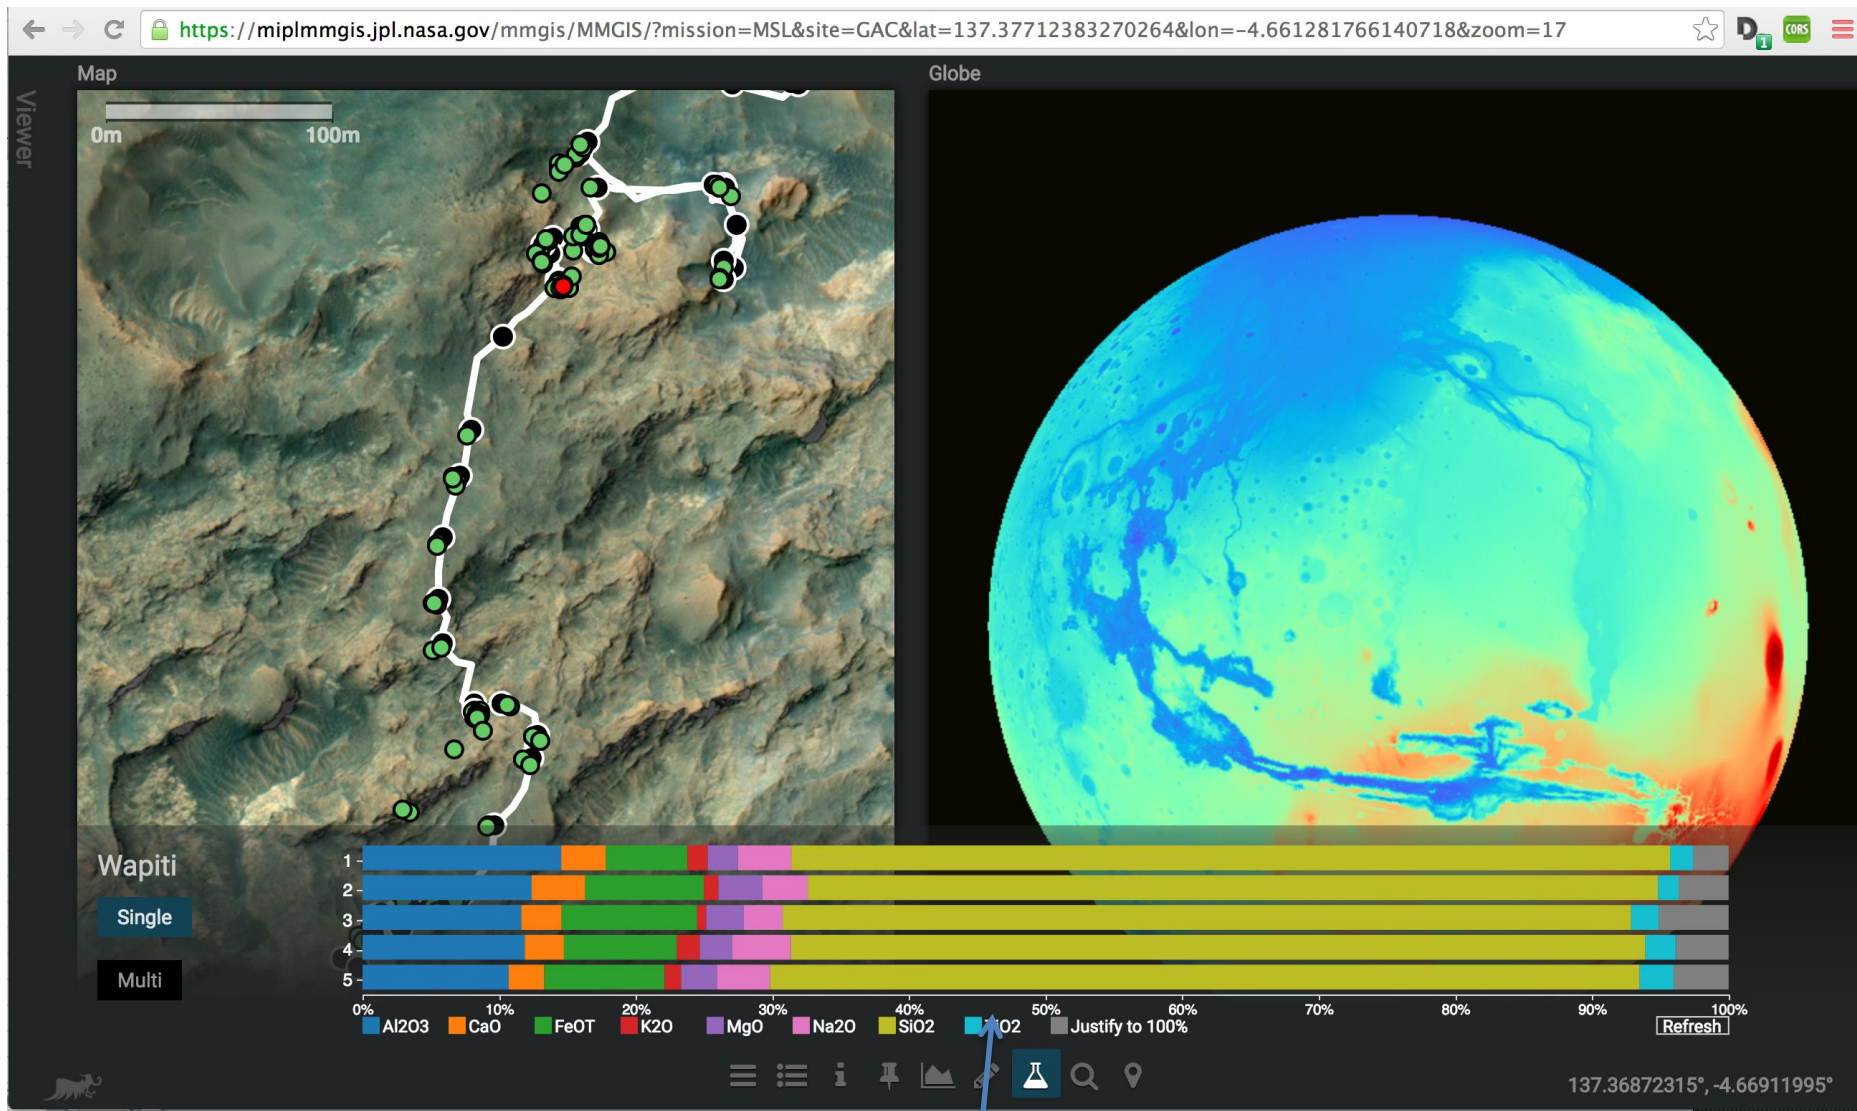 https://miplmmgis.jpl.nasa.gov/mmgis/MMGIS/?mission=MSL&site=GAC&lat=137.37712383270264&lon=-4.661281766140718&zoom=17
D 1 CORS
Viewer
Map
Globe
0m 100m
Wapiti
Single
Multi
1
2
3
4
5
0% 10% 20% 30% 40% 50% 60% 70% 80% 90% 100%
Al2O3 CaO FeOT K2O MgO Na2O SiO2 TiO2 Justify to 100% Refresh
137.36872315°, -4.66911995°